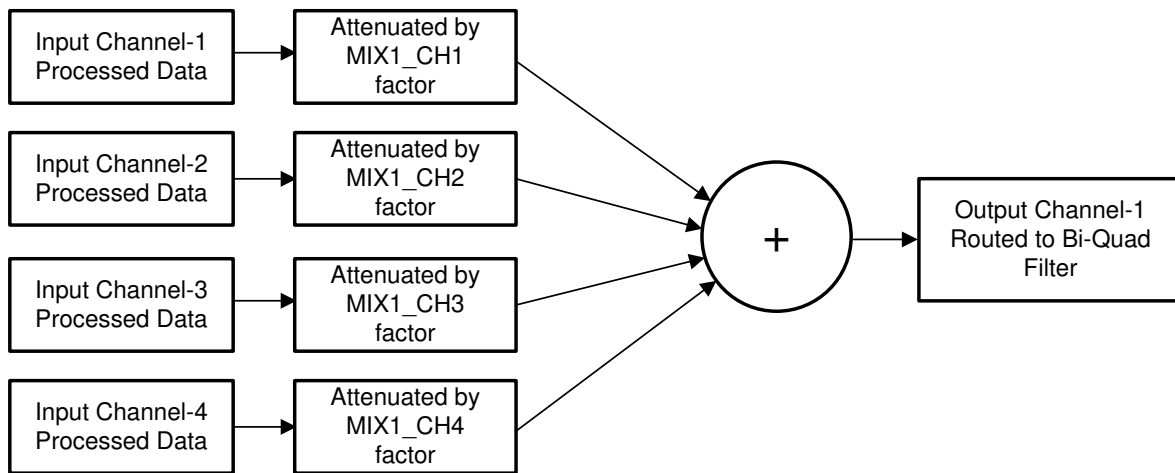 Input Channel-1
Processed Data
Attenuated by
MIX1_CH1
factor
Input Channel-2
Processed Data
Attenuated by
MIX1_CH2
factor
Input Channel-3
Processed Data
Attenuated by
MIX1_CH3
factor
Input Channel-4
Processed Data
Attenuated by
MIX1_CH4
factor
+
Output Channel-1
Routed to Bi-Quad
Filter